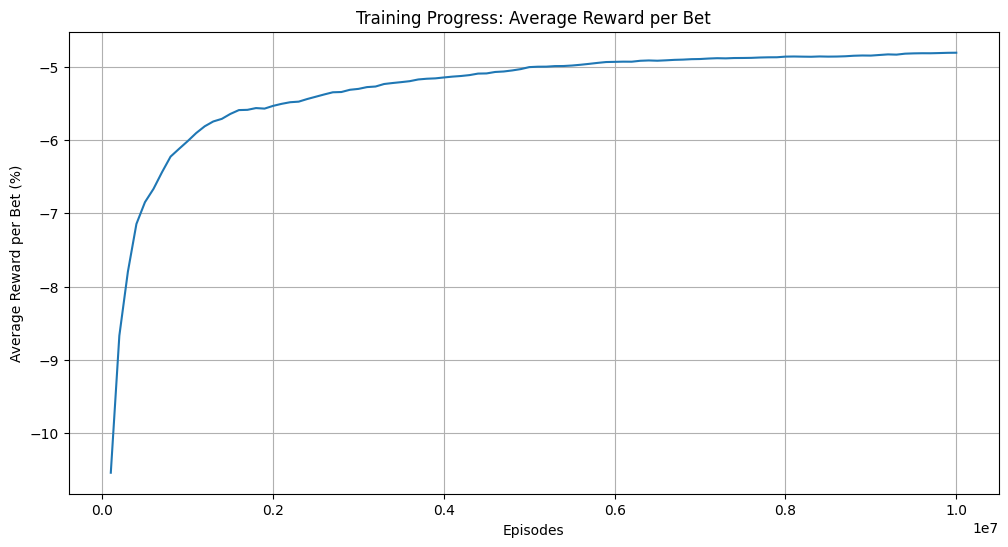 Training Progress: Average Reward per Bet
Average Reward per Bet (%)
−5
−6
−7
−8
−9
−10
0.0 0.2 0.4 0.6 0.8 1.0
1e7
Episodes